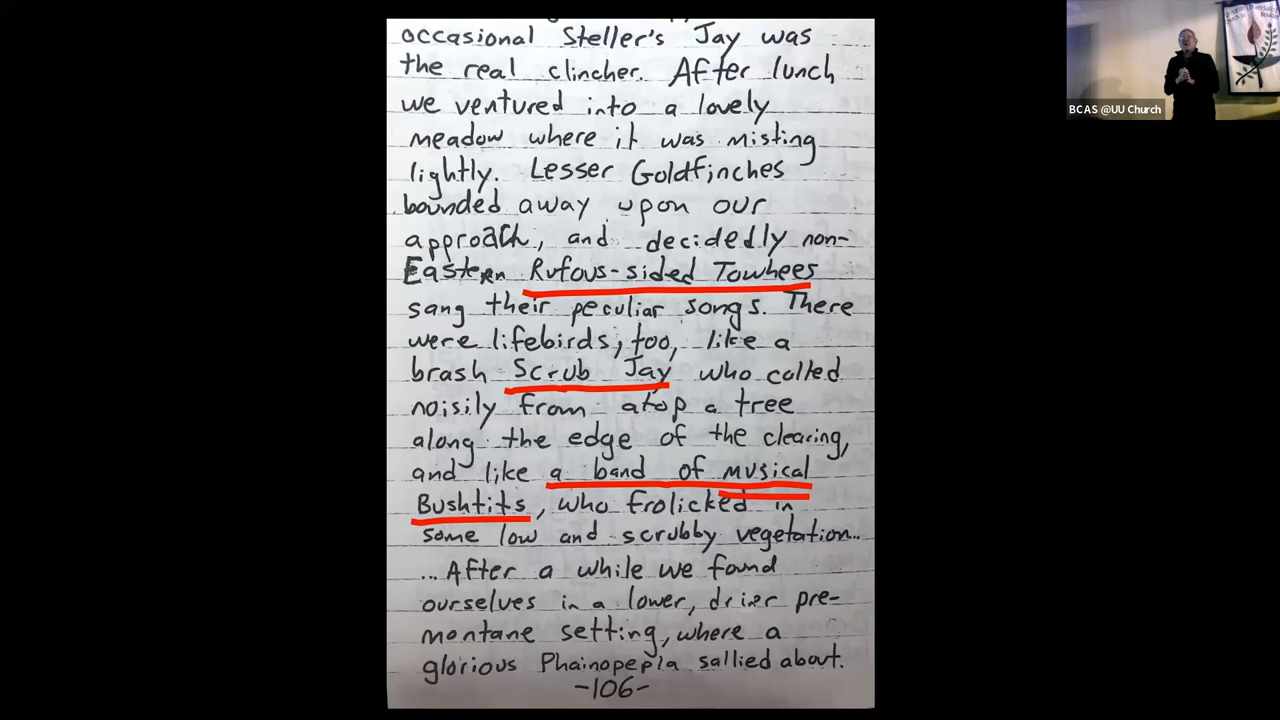 occasional Steller's Jay was
the real clincher. After lunch
we ventured into a lovely
meadow where it was misting
lightly. Lesser Goldfinches
bounded away upon our
approach, and decidedly non-
Eastern Rufous-sided Towhees
sang their peculiar songs. There
were lifebirds, too, like a
brash Scrub Jay who called
noisily from atop a tree
along the edge of the clearing,
and like a band of musical
Bushtits, who frolicked in
some low and scrubby vegetation...
...After a while we found
ourselves in a lower, drier pre-
montane setting, where a
glorious Phainopepla sallied about.
-106-
BCAS @UU Church